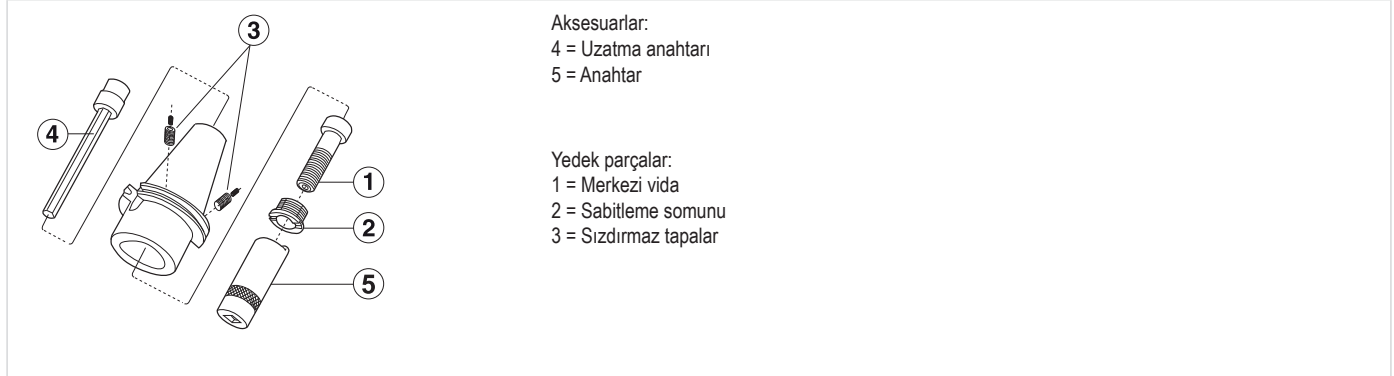 3
4
1
2
5
Aksesuarlar:
4 = Uzatma anahtarı
5 = Anahtar
Yedek parçalar:
1 = Merkezi vida
2 = Sabitleme somunu
3 = Sızdırmaz tapalar